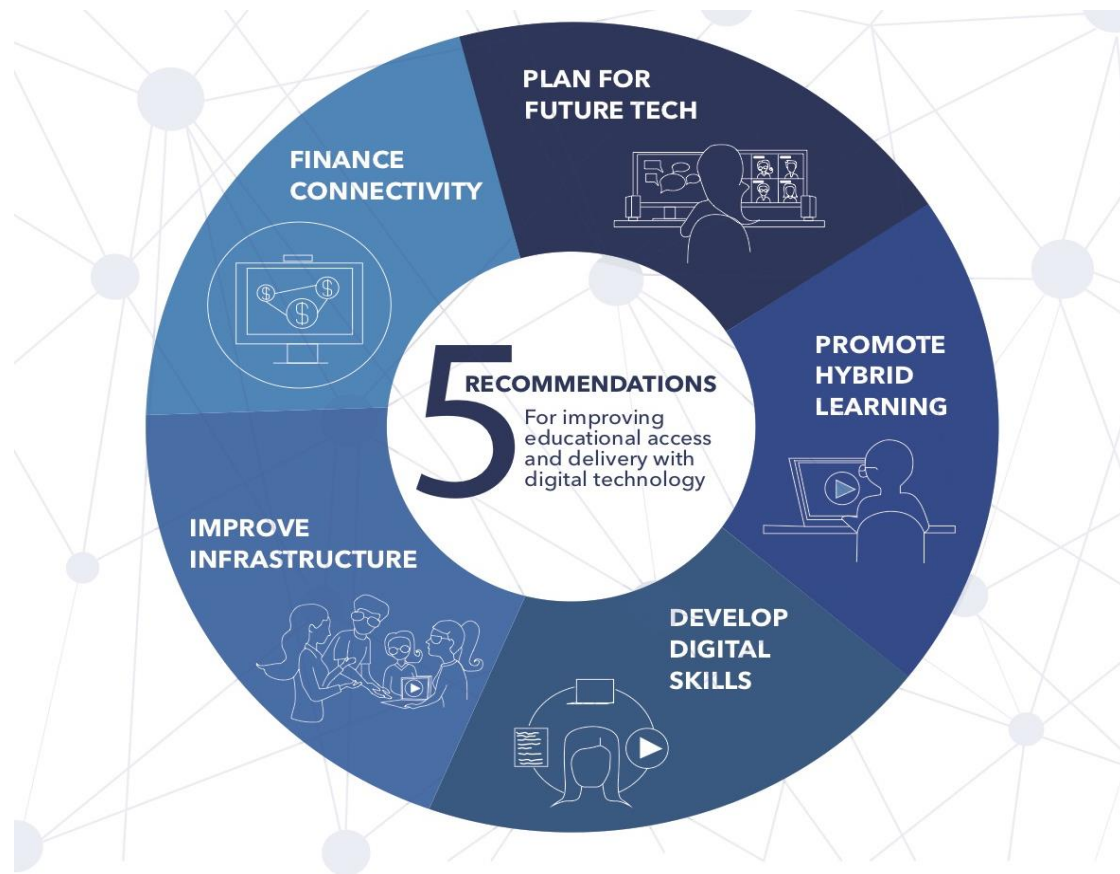 PLAN FOR
FUTURE TECH
FINANCE
CONNECTIVITY
$
$
$
PROMOTE
HYBRID
LEARNING
5
RECOMMENDATIONS
For improving
educational access
and delivery with
digital technology
IMPROVE
INFRASTRUCTURE
DEVELOP
DIGITAL
SKILLS